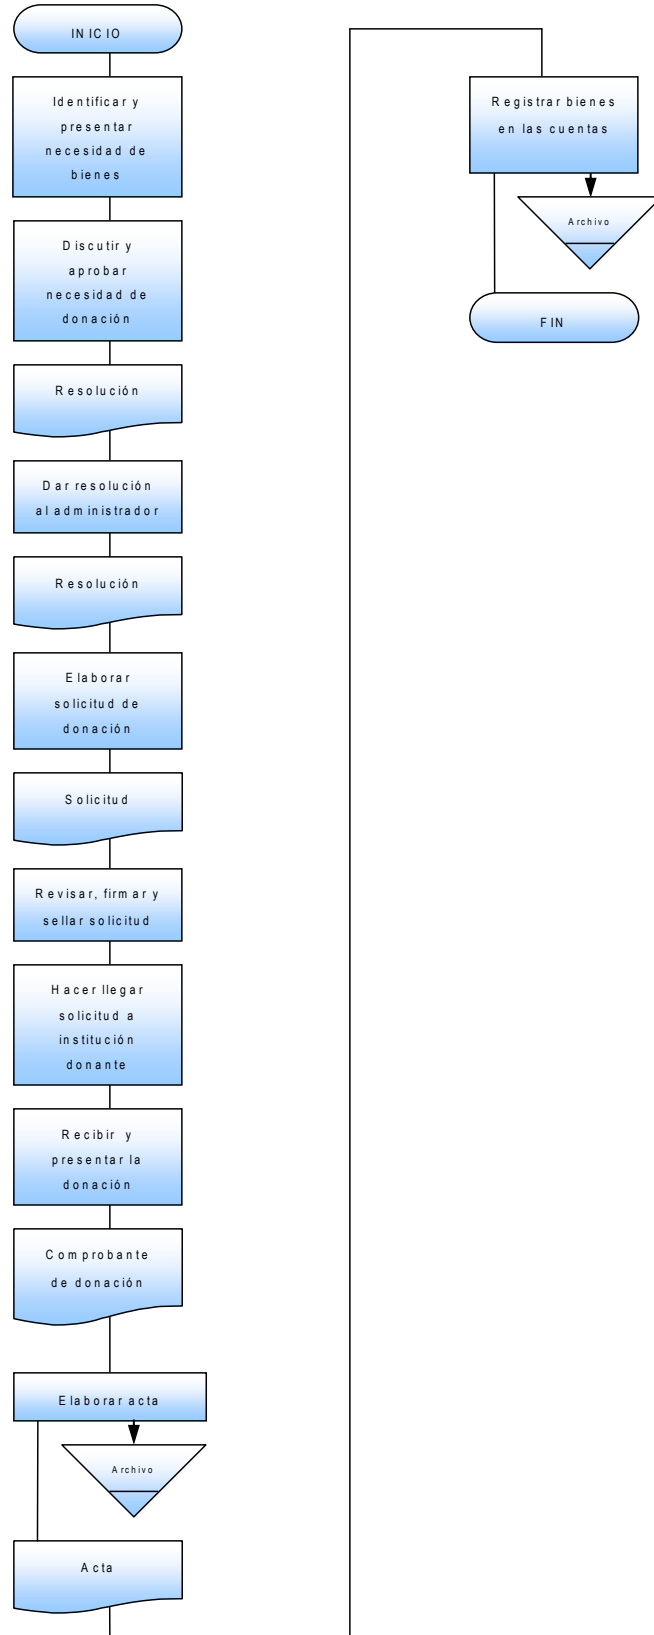 INICIO
Identificar y
presentar
necesidad de
bienes
Discutir y
aprobar
necesidad de
donación
Resolución
Dar resolución
al administrador
Resolución
Elaborar
solicitud de
donación
Solicitud
Revisar, firmar y
sellar solicitud
Hacer llegar
solicitud a
institución
donante
Recibir y
presentar la
donación
Comprobante
de donación
Elaborar acta
Archivo
Acta
Registrar bienes
en las cuentas
Archivo
FIN